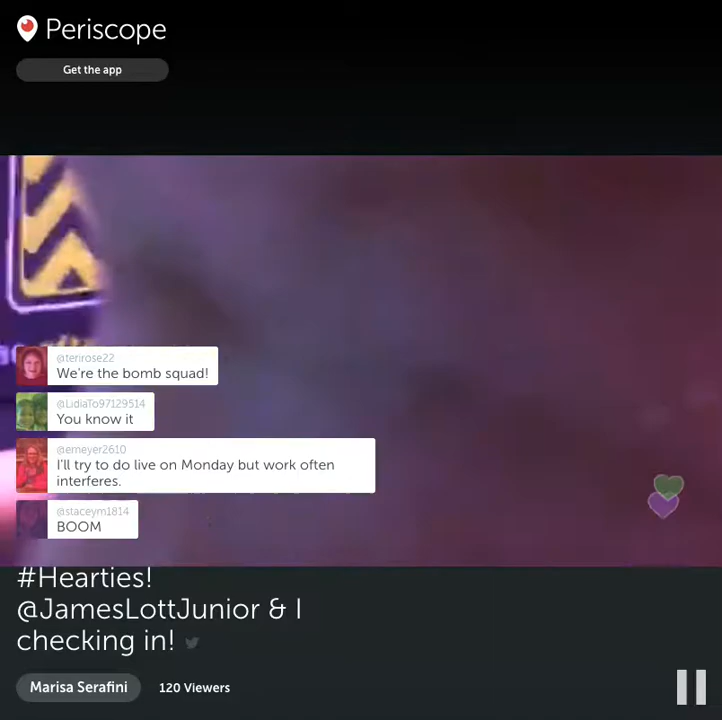 Periscope
Get the app
@terirose22
We're the bomb squad!
@LidiaTo97129514
You know it
@emeyer2610
I'll try to do live on Monday but work often
interferes.
@staceym1814
BOOM
#Hearties!
@JamesLottJunior & I
checking in!
Marisa Serafini
120 Viewers